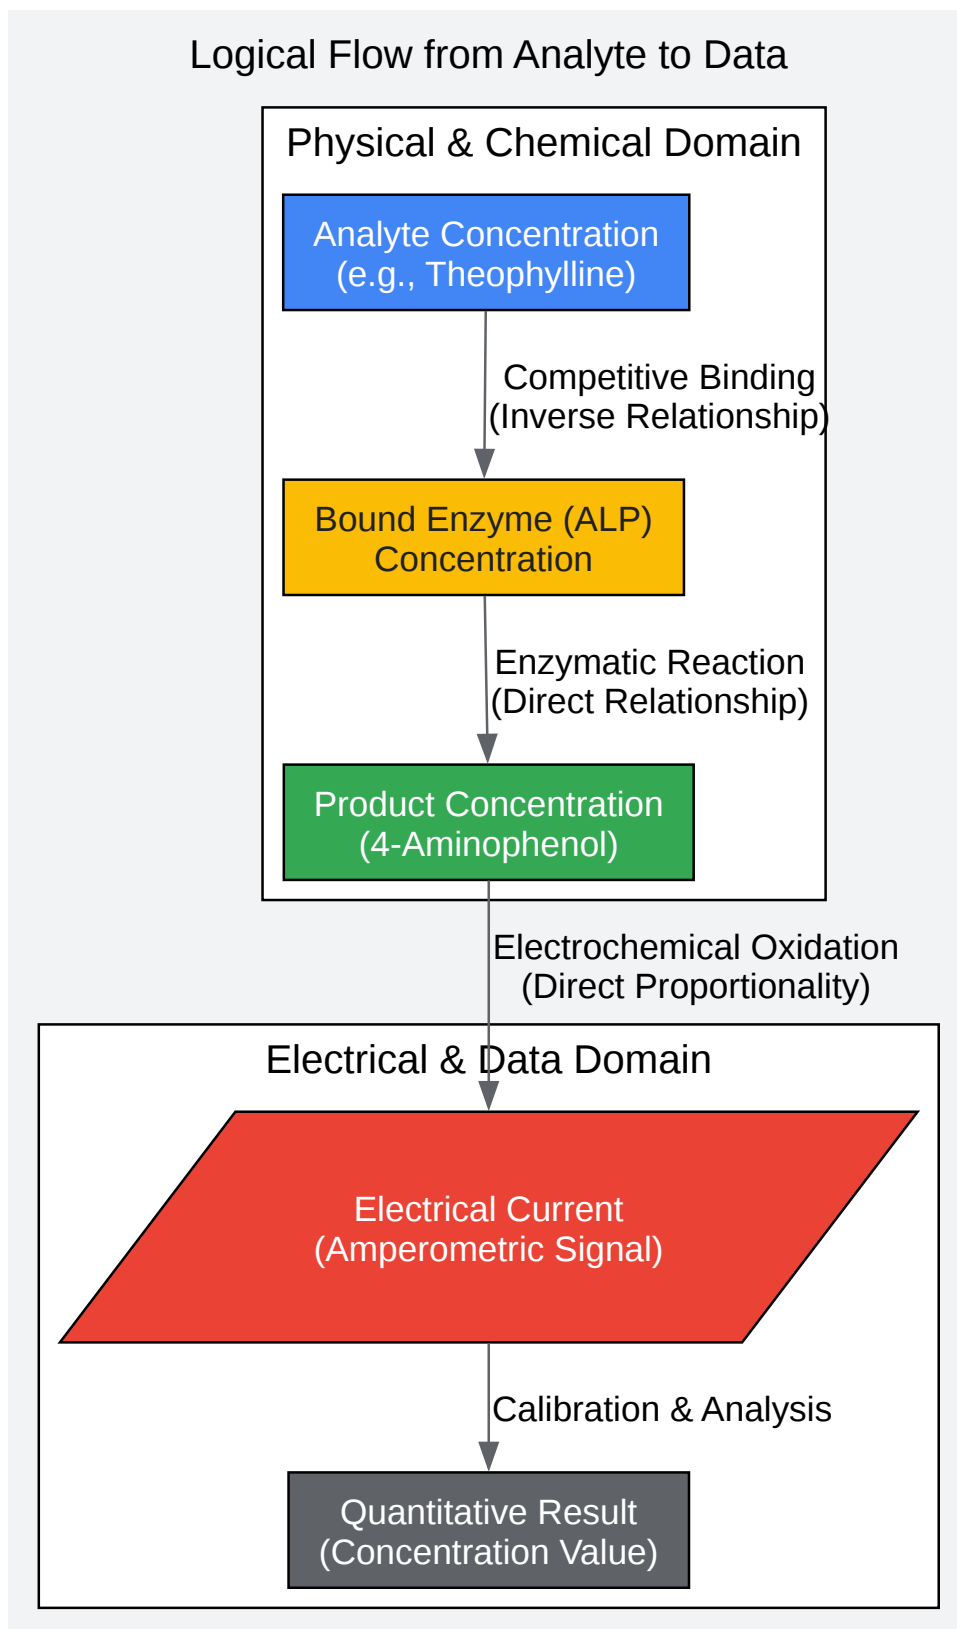 Logical Flow from Analyte to Data
Physical & Chemical Domain
Analyte Concentration
(e.g., Theophylline)
Competitive Binding
(Inverse Relationship)
Bound Enzyme (ALP)
Concentration
Enzymatic Reaction
(Direct Relationship)
Product Concentration
(4-Aminophenol)
Electrochemical Oxidation
(Direct Proportionality)
Electrical & Data Domain
Electrical Current
(Amperometric Signal)
Calibration & Analysis
Quantitative Result
(Concentration Value)